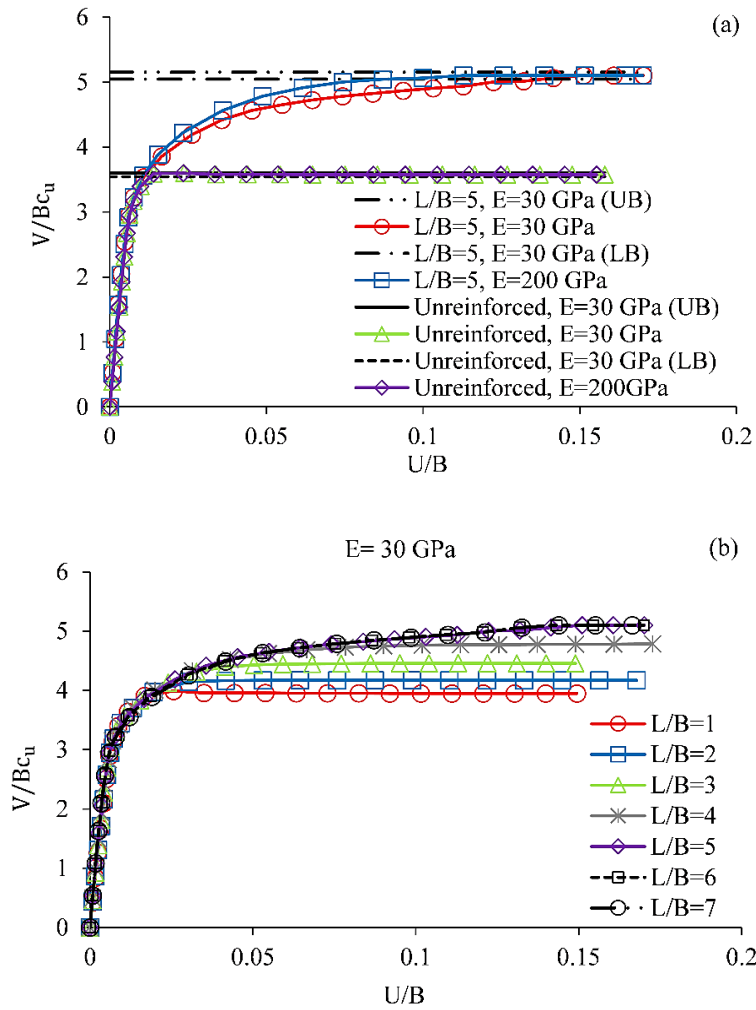 (a)
6
5
4
3
2
1
0
V/Bc_u
0 0.05 0.1 0.15 0.2
U/B
L/B=5, E=30 GPa (UB)
L/B=5, E=30 GPa
L/B=5, E=30 GPa (LB)
L/B=5, E=200 GPa
Unreinforced, E=30 GPa (UB)
Unreinforced, E=30 GPa
Unreinforced, E=30 GPa (LB)
Unreinforced, E=200GPa
E= 30 GPa
(b)
6
5
4
3
2
1
0
V/Bc_u
0 0.05 0.1 0.15 0.2
U/B
L/B=1
L/B=2
L/B=3
L/B=4
L/B=5
L/B=6
L/B=7